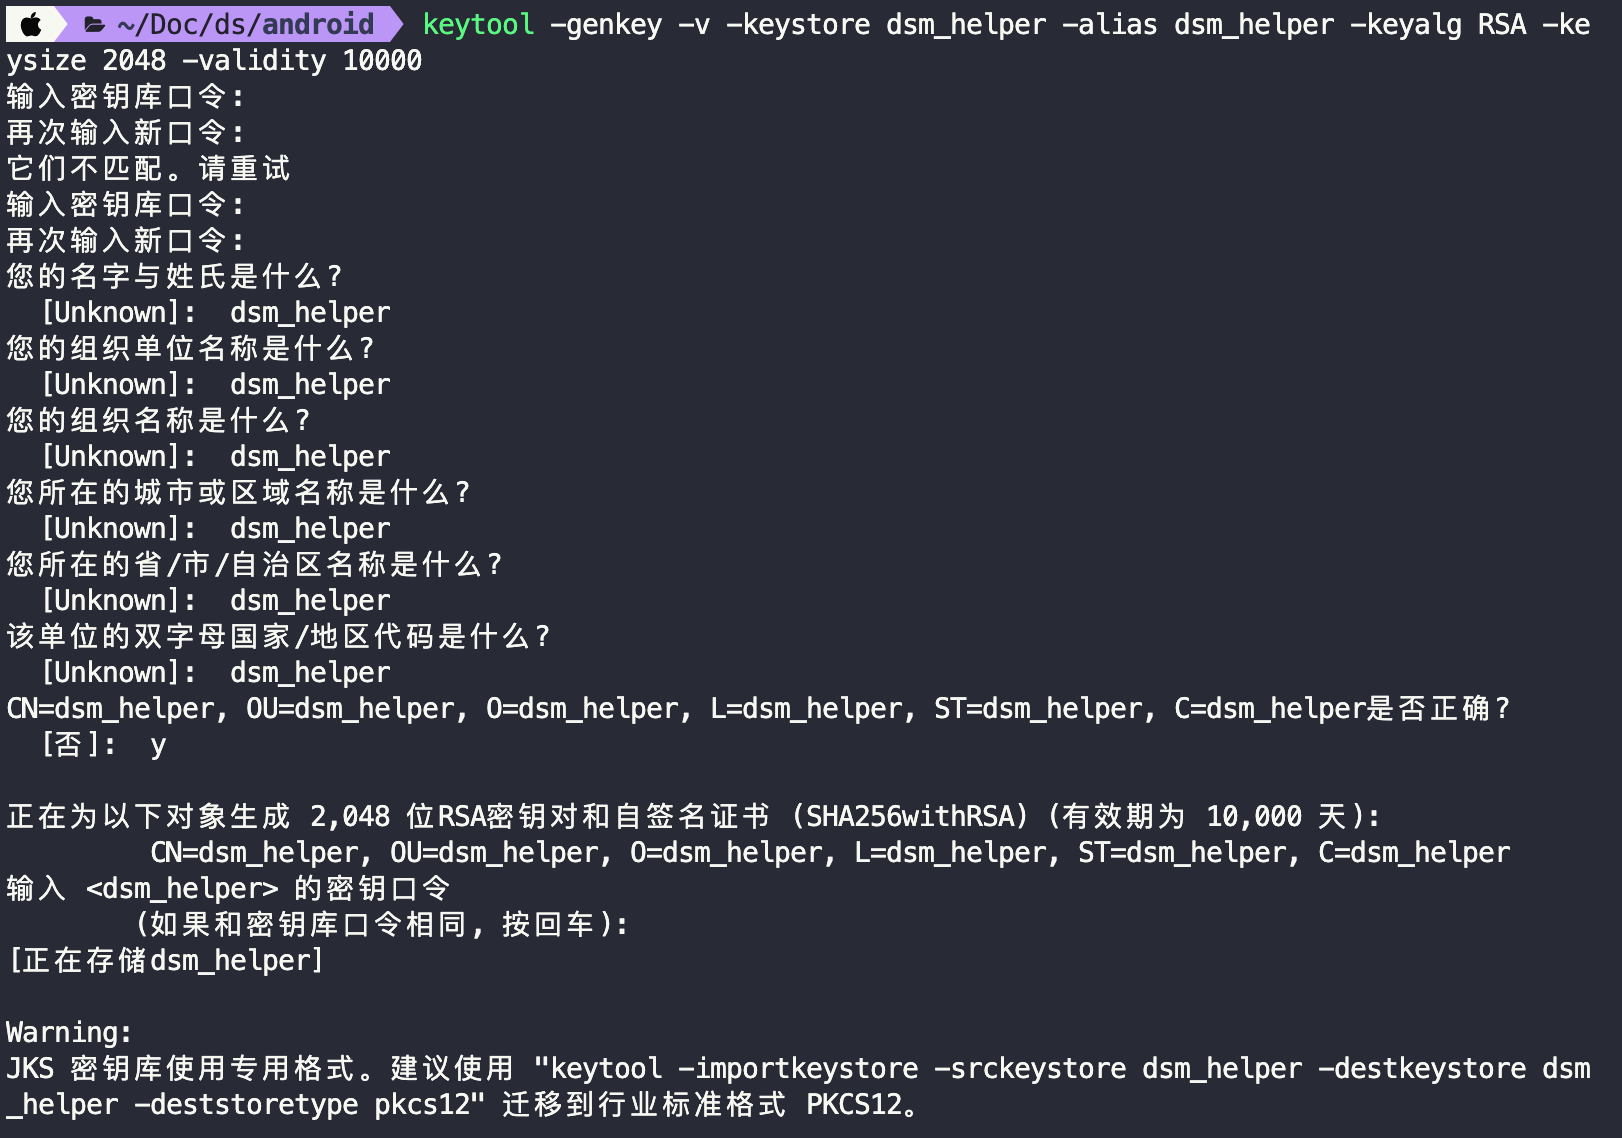 ~/Doc/ds/android keytool -genkey -v -keystore dsm_helper -alias dsm_helper -keyalg RSA -ke
ysize 2048 -validity 10000
输入密钥库口令:
再次输入新口令:
它们不匹配。请重试
输入密钥库口令:
再次输入新口令:
您的名字与姓氏是什么?
  [Unknown]:  dsm_helper
您的组织单位名称是什么?
  [Unknown]:  dsm_helper
您的组织名称是什么?
  [Unknown]:  dsm_helper
您所在的城市或区域名称是什么?
  [Unknown]:  dsm_helper
您所在的省/市/自治区名称是什么?
  [Unknown]:  dsm_helper
该单位的双字母国家/地区代码是什么?
  [Unknown]:  dsm_helper
CN=dsm_helper, OU=dsm_helper, O=dsm_helper, L=dsm_helper, ST=dsm_helper, C=dsm_helper是否正确?
  [否]:  y
正在为以下对象生成 2,048 位RSA密钥对和自签名证书 (SHA256withRSA) (有效期为 10,000 天):
         CN=dsm_helper, OU=dsm_helper, O=dsm_helper, L=dsm_helper, ST=dsm_helper, C=dsm_helper
输入 <dsm_helper> 的密钥口令
        (如果和密钥库口令相同, 按回车):
[正在存储dsm_helper]
Warning:
JKS 密钥库使用专用格式。建议使用 "keytool -importkeystore -srckeystore dsm_helper -destkeystore dsm
_helper -deststoretype pkcs12" 迁移到行业标准格式 PKCS12。